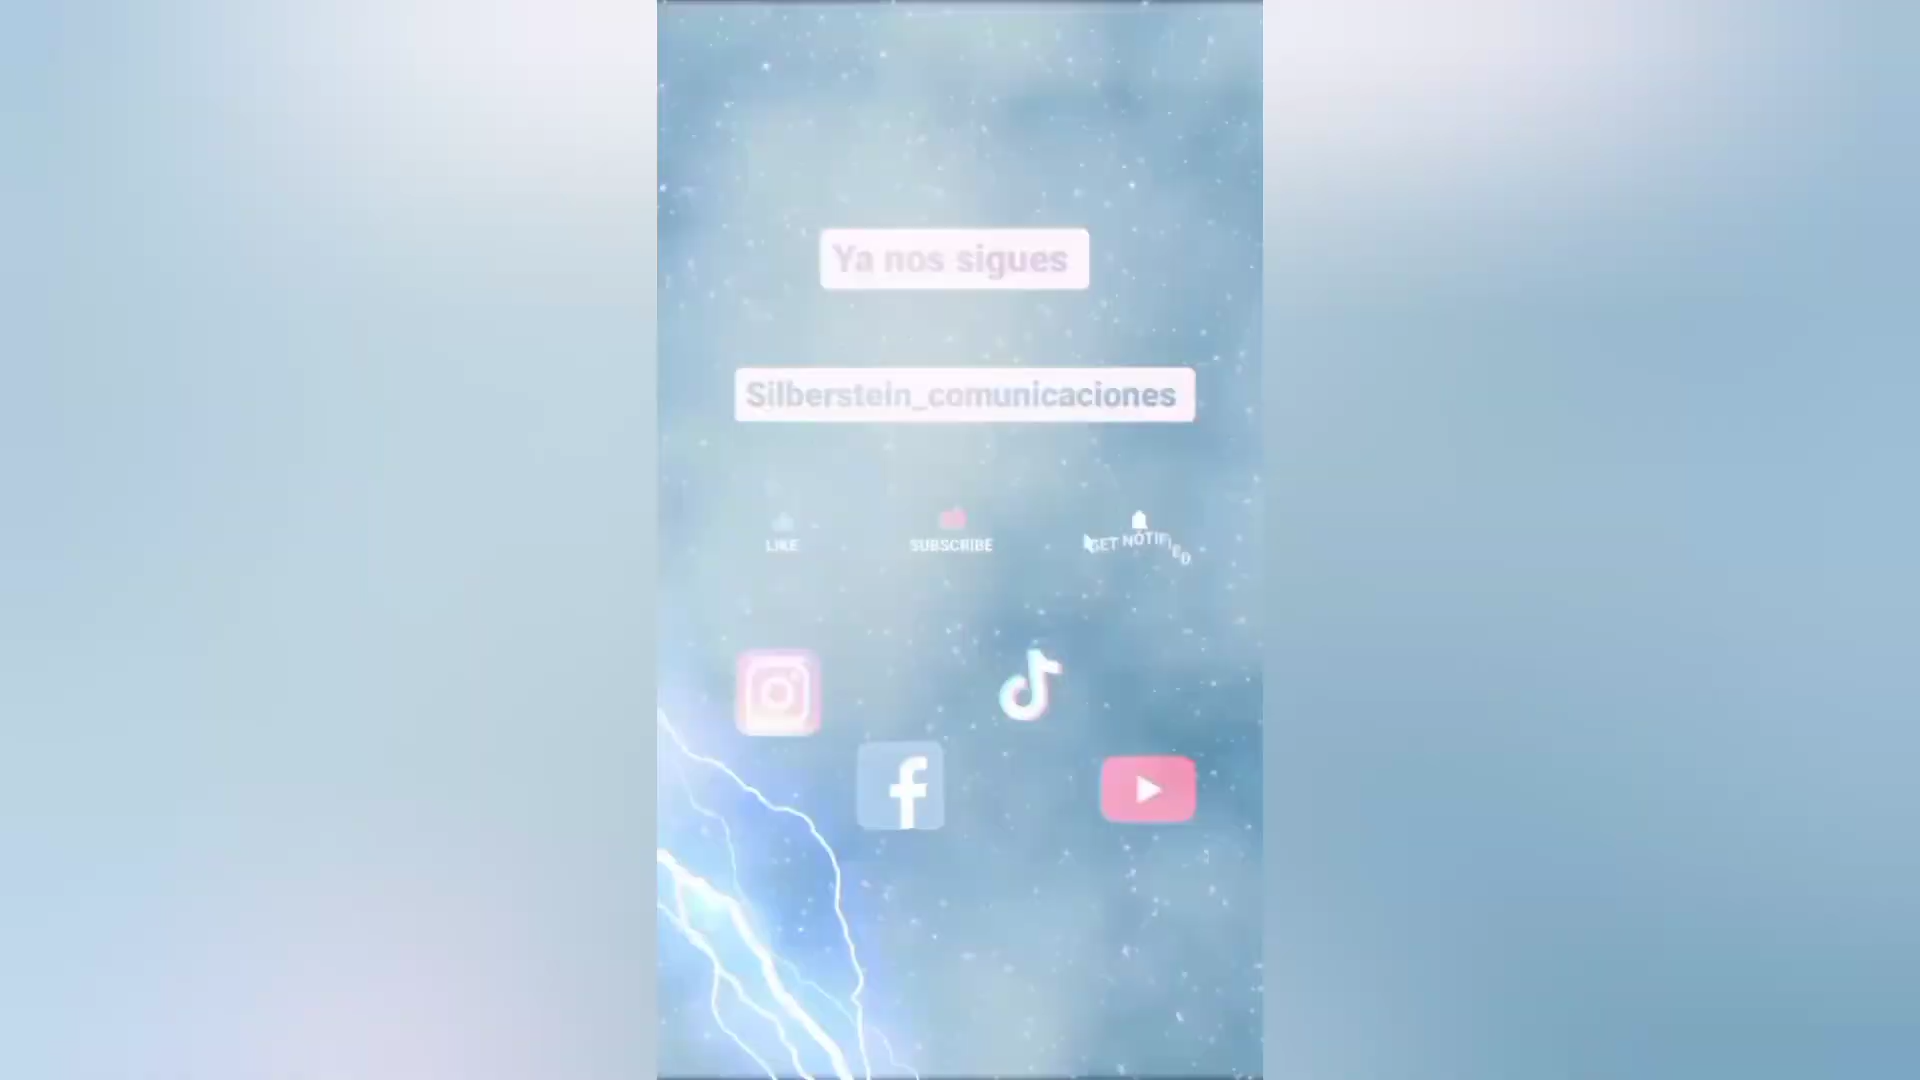 Ya nos sigues
Silberstein_comunicaciones
LIKE
SUBSCRIBE
GET NOTIFIED